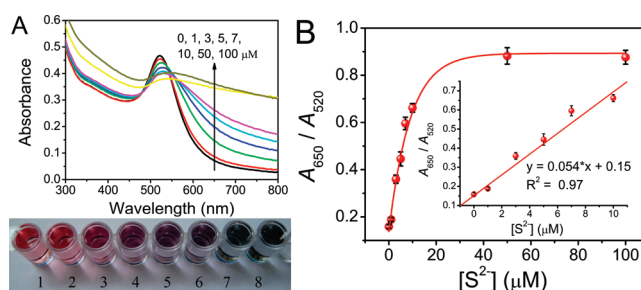 A
0, 1, 3, 5, 7,
10, 50, 100 μM
Absorbance
0.6
0.5
0.4
0.3
0.2
0.1
0.0
300 400 500 600 700 800
Wavelength (nm)
1 2 3 4 5 6 7 8
B
A650 / A520
1.0
0.8
0.6
0.4
0.2
0 20 40 60 80 100
[S2-] (μM)
A650 / A520
0.7
0.6
0.5
0.4
0.3
0.2
0.1
y = 0.054*x + 0.15
R2 = 0.97
0 2 4 6 8 10
[S2-] (μM)